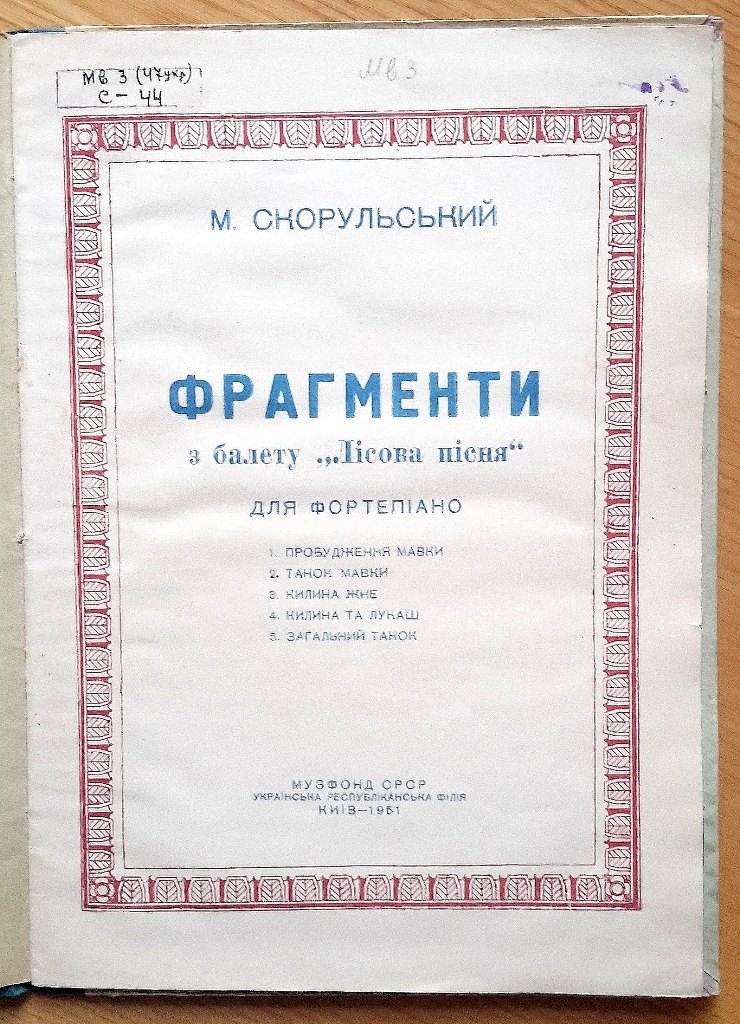 Мв 3 (47укр)
С - 44
Мв 3
М. СКОРУЛЬСЬКИЙ
ФРАГМЕНТИ
з балету „Лісова пісня“
ДЛЯ ФОРТЕПІАНО
1. ПРОБУДЖЕННЯ МАВКИ
2. ТАНОК МАВКИ
3. КИЛИНА ЖНЕ
4. КИЛИНА ТА ЛУКАШ
5. ЗАГАЛЬНИЙ ТАНОК
МУЗФОНД СРСР
УКРАЇНСЬКА РЕСПУБЛІКАНСЬКА ФІЛІЯ
КИЇВ—1951